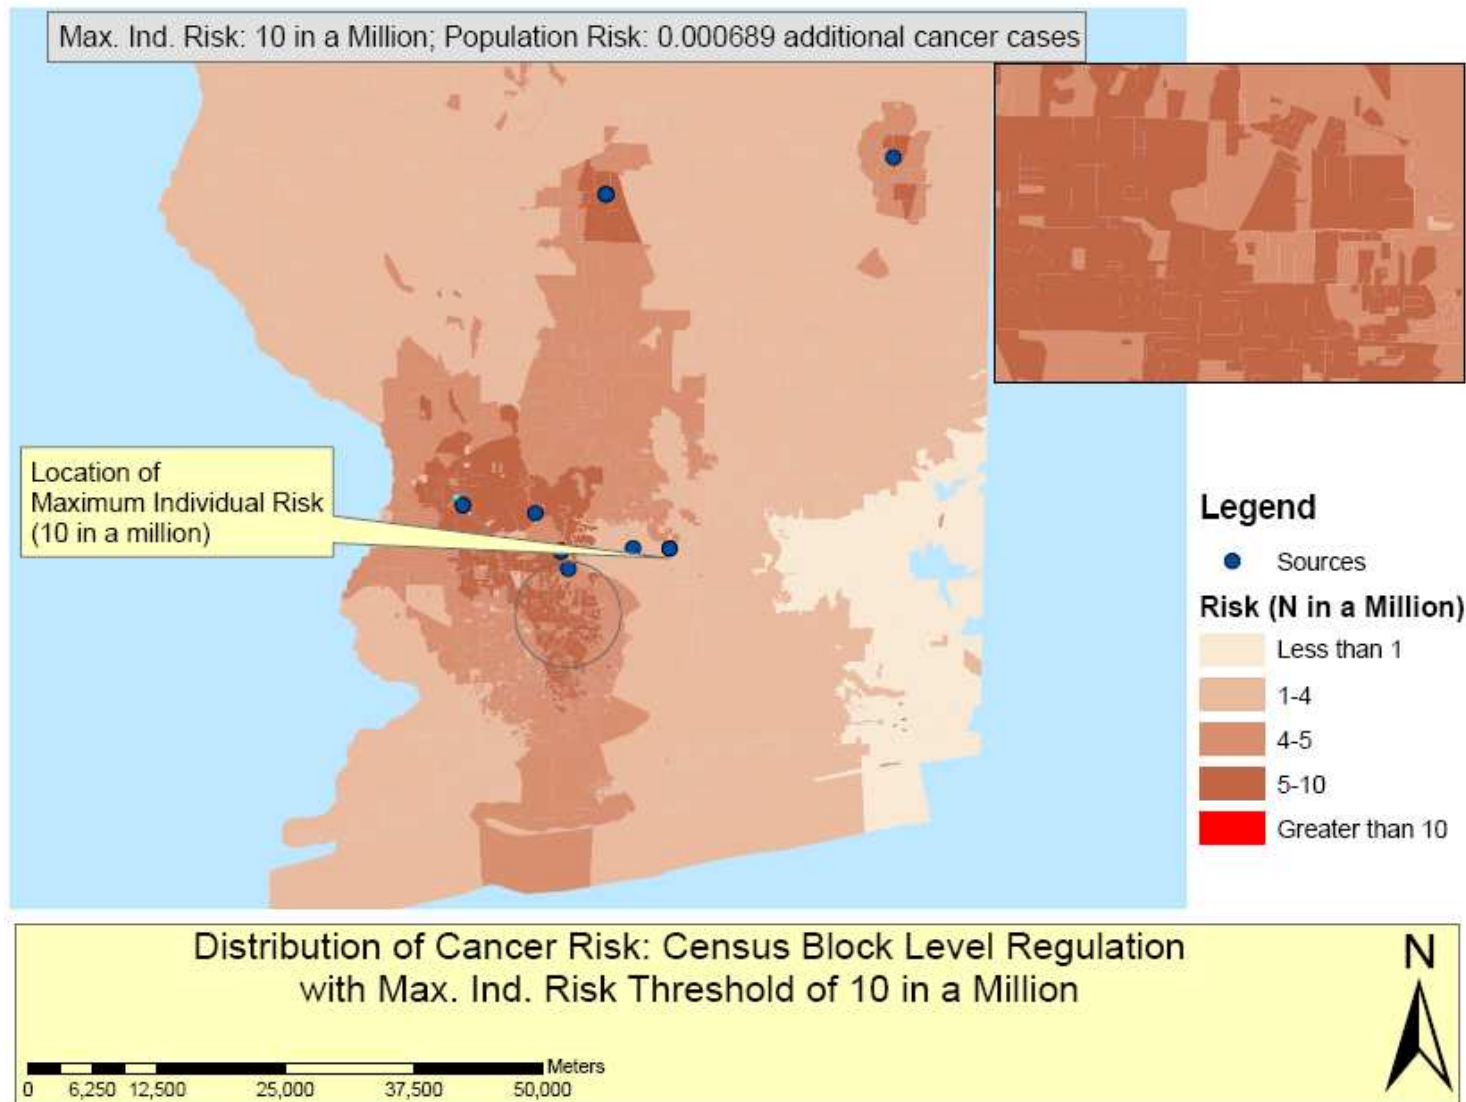 Max. Ind. Risk: 10 in a Million; Population Risk: 0.000689 additional cancer cases
Location of
Maximum Individual Risk
(10 in a million)
Legend
Sources
Risk (N in a Million)
Less than 1
1-4
4-5
5-10
Greater than 10
Distribution of Cancer Risk: Census Block Level Regulation
with Max. Ind. Risk Threshold of 10 in a Million
N
Meters
0 6,250 12,500 25,000 37,500 50,000